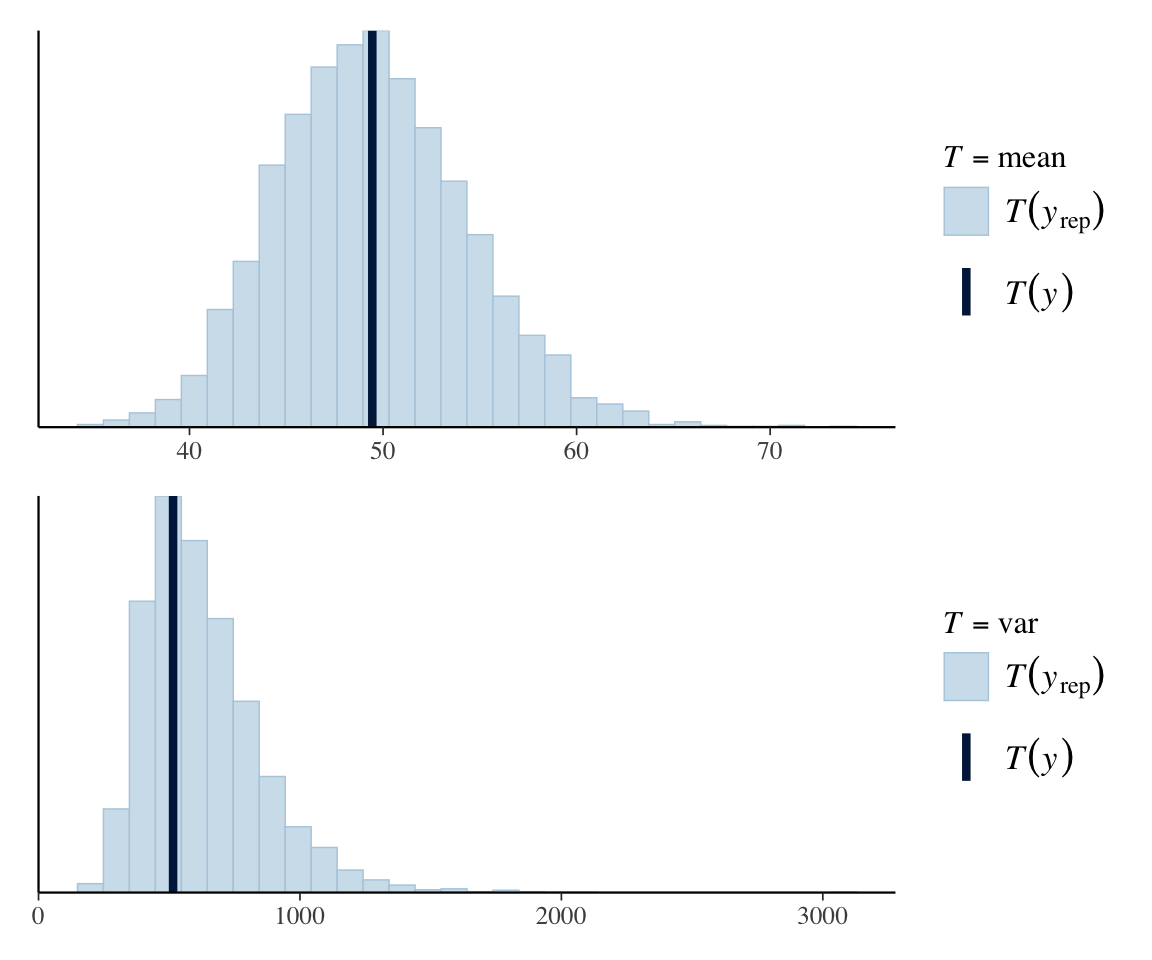 T = mean
T(yrep)
T(y)
40 50 60 70
T = var
T(yrep)
T(y)
0 1000 2000 3000